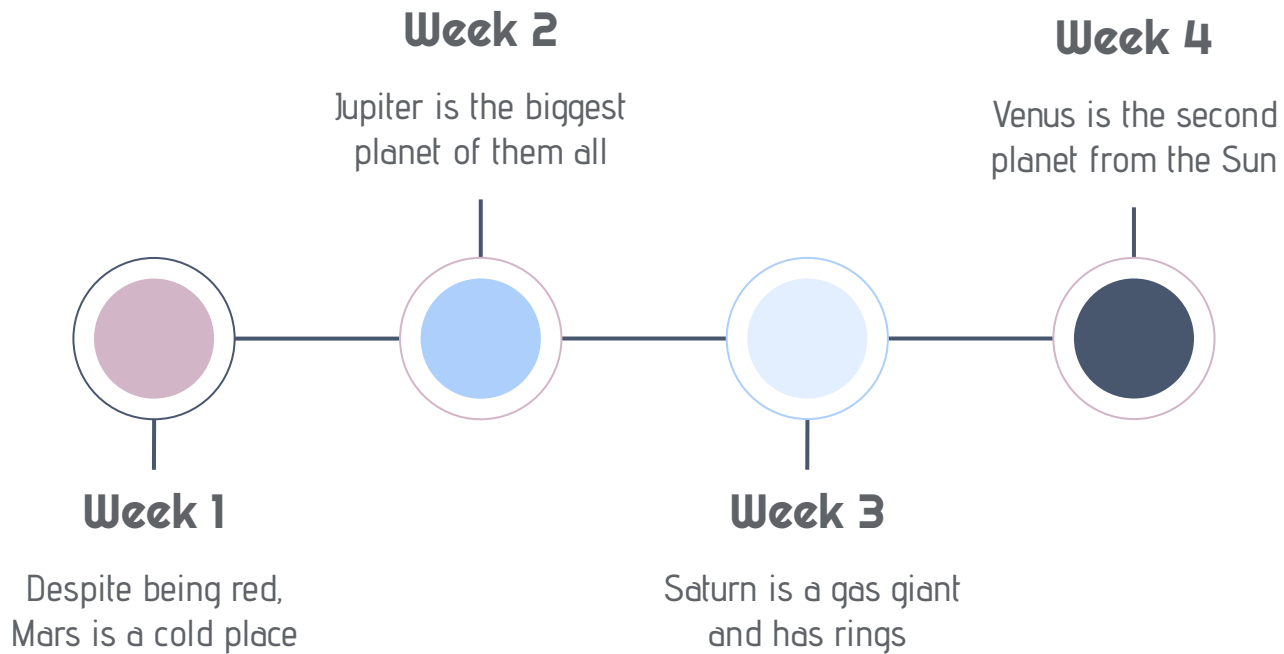 Week 1
Despite being red,
Mars is a cold place
Week 2
Jupiter is the biggest
planet of them all
Week 3
Saturn is a gas giant
and has rings
Week 4
Venus is the second
planet from the Sun